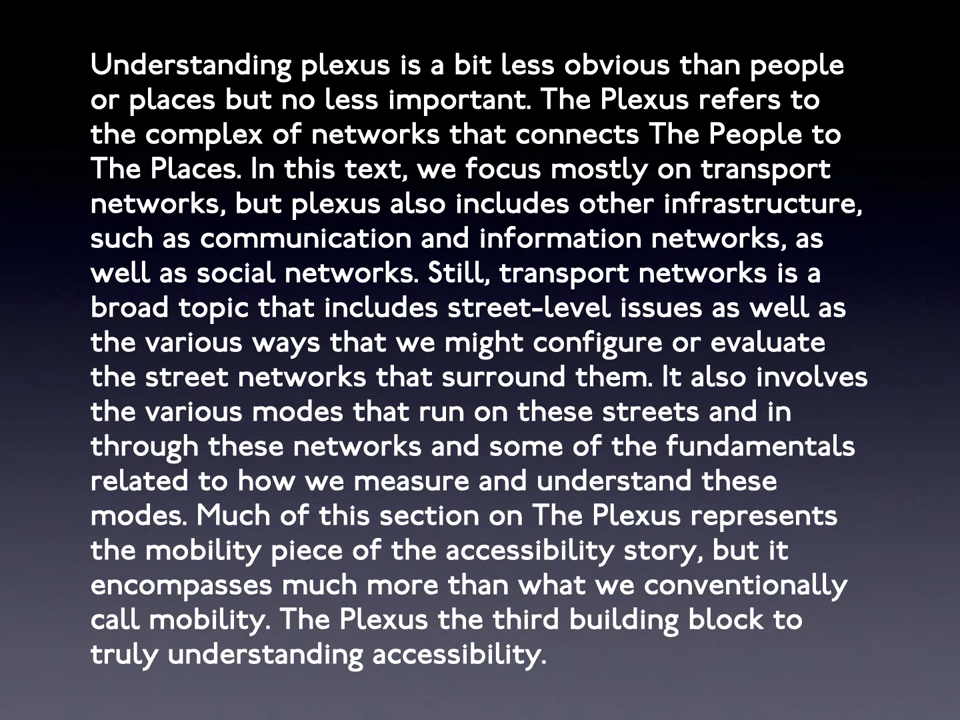 Understanding plexus is a bit less obvious than people
or places but no less important. The Plexus refers to
the complex of networks that connects The People to
The Places. In this text, we focus mostly on transport
networks, but plexus also includes other infrastructure,
such as communication and information networks, as
well as social networks. Still, transport networks is a
broad topic that includes street-level issues as well as
the various ways that we might configure or evaluate
the street networks that surround them. It also involves
the various modes that run on these streets and in
through these networks and some of the fundamentals
related to how we measure and understand these
modes. Much of this section on The Plexus represents
the mobility piece of the accessibility story, but it
encompasses much more than what we conventionally
call mobility. The Plexus the third building block to
truly understanding accessibility.